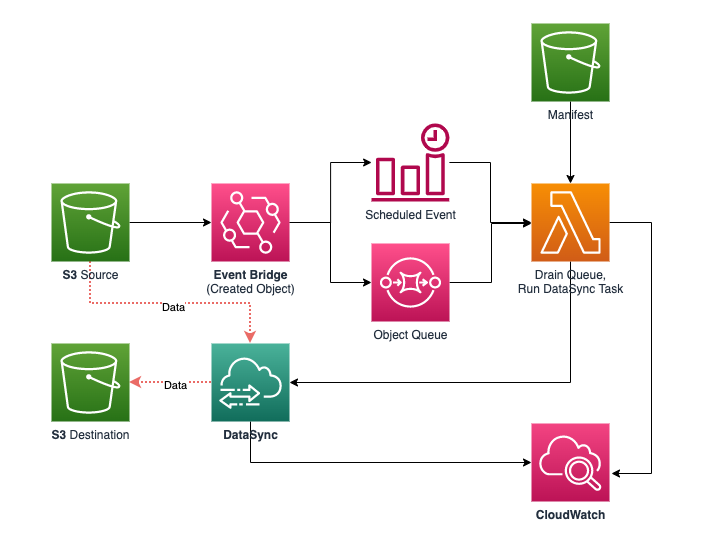 Manifest
Scheduled Event
S3 Source
Event Bridge
(Created Object)
Drain Queue,
Run DataSync Task
Data
Object Queue
Data
S3 Destination
DataSync
CloudWatch